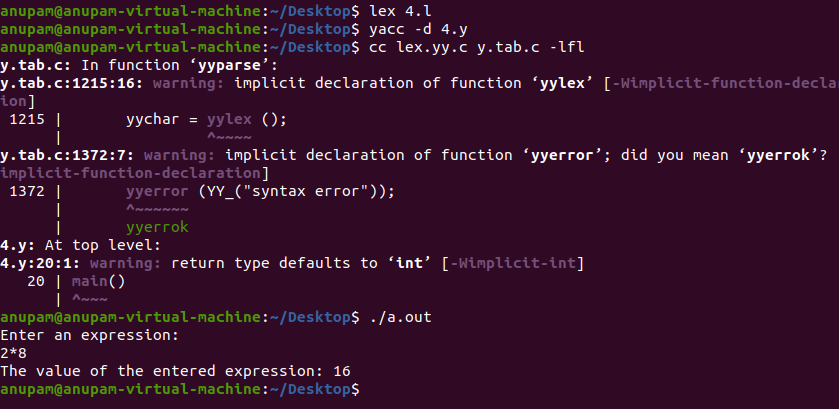 anupam@anupam-virtual-machine:~/Desktop$ lex 4.l
anupam@anupam-virtual-machine:~/Desktop$ yacc -d 4.y
anupam@anupam-virtual-machine:~/Desktop$ cc lex.yy.c y.tab.c -lfl
y.tab.c: In function ‘yyparse’:
y.tab.c:1215:16: warning: implicit declaration of function ‘yylex’ [-Wimplicit-function-declarat
ion]
 1215 |       yychar = yylex ();
      |                ^~~~~
y.tab.c:1372:7: warning: implicit declaration of function ‘yyerror’; did you mean ‘yyerrok’?
implicit-function-declaration]
 1372 |       yyerror (YY_("syntax error"));
      |       ^~~~~~~
      |       yyerrok
4.y: At top level:
4.y:20:1: warning: return type defaults to ‘int’ [-Wimplicit-int]
   20 | main()
      | ^~~~
anupam@anupam-virtual-machine:~/Desktop$ ./a.out
Enter an expression:
2*8
The value of the entered expression: 16
anupam@anupam-virtual-machine:~/Desktop$